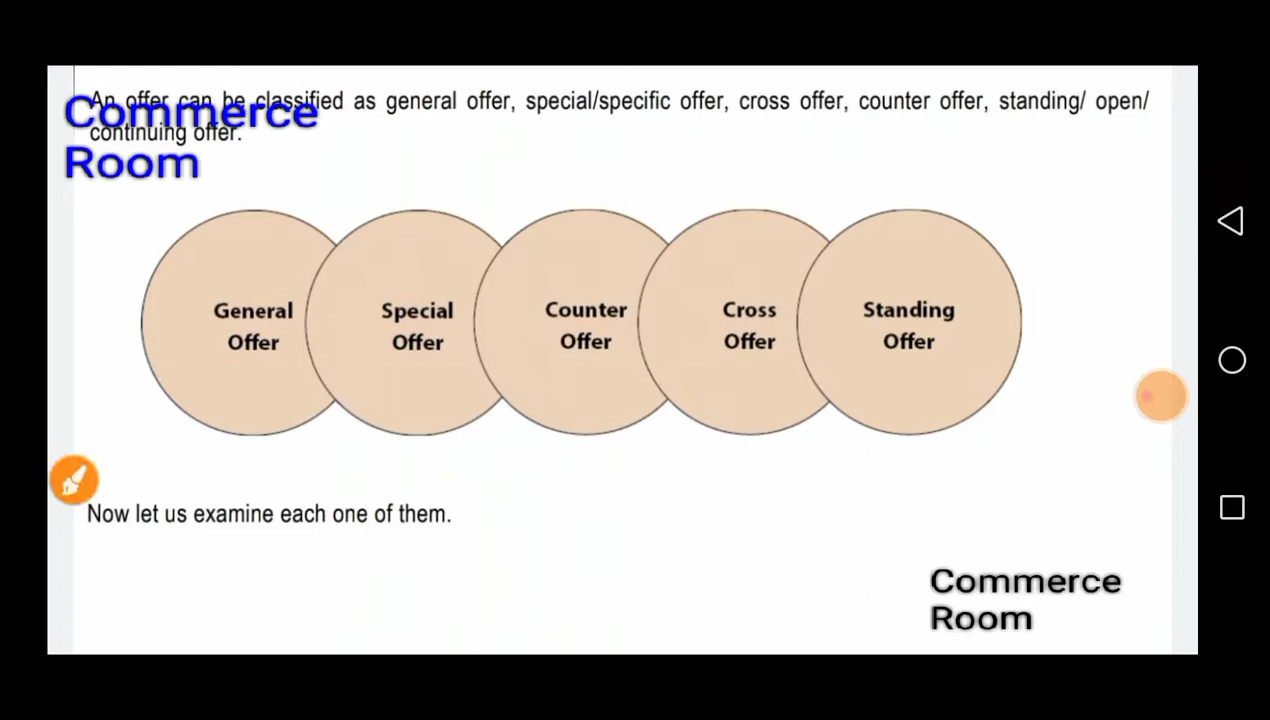 An offer can be classified as general offer, special/specific offer, cross offer, counter offer, standing/ open/
continuing offer.
Commerce
Room
General
Offer
Special
Offer
Counter
Offer
Cross
Offer
Standing
Offer
Now let us examine each one of them.
Commerce
Room